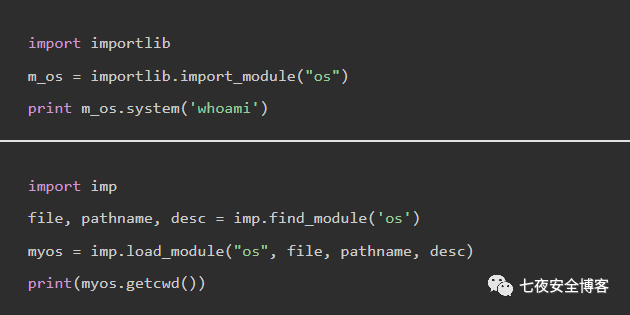 import importlib
m_os = importlib.import_module("os")
print m_os.system('whoami')
import imp
file, pathname, desc = imp.find_module('os')
myos = imp.load_module("os", file, pathname, desc)
print(myos.getcwd())
七夜安全博客